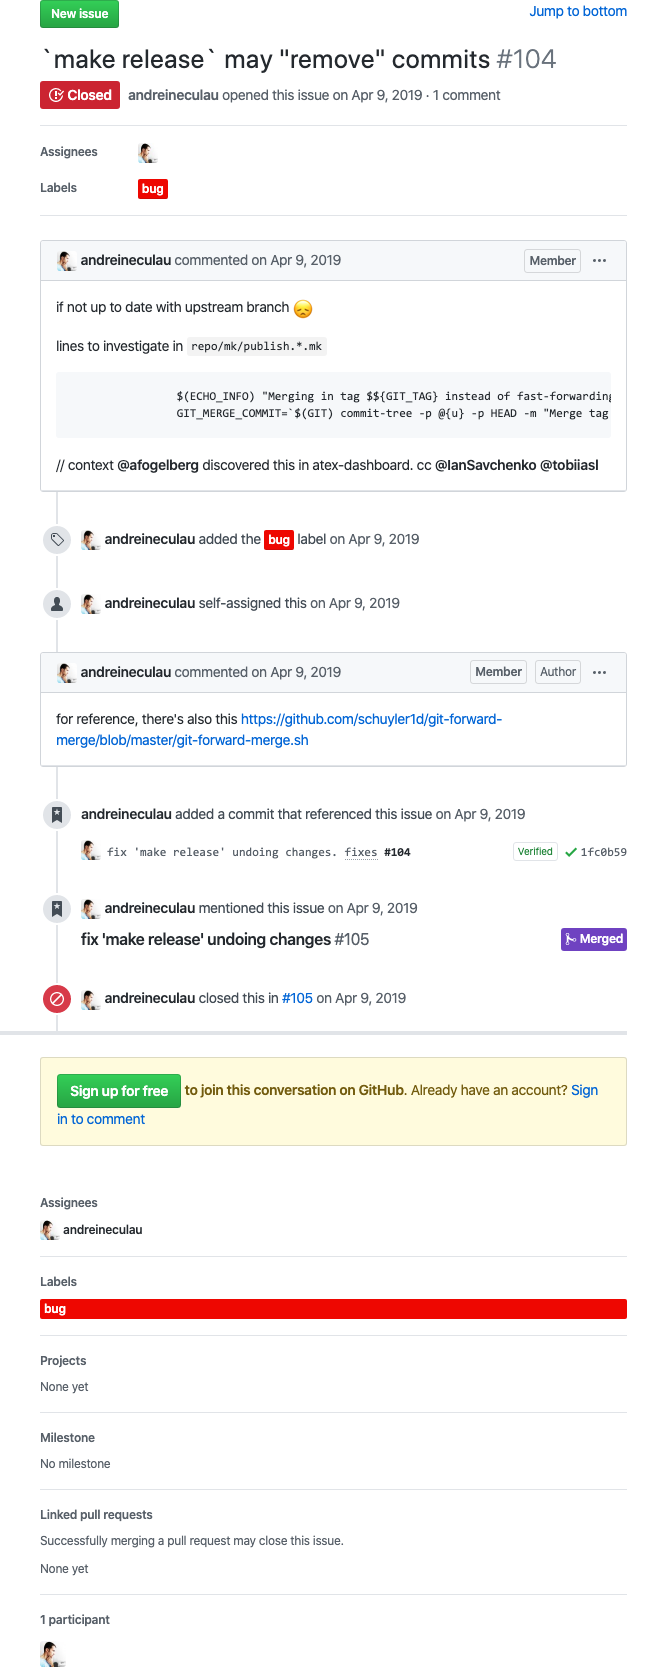 New issue
Jump to bottom
`make release` may "remove" commits #104
Closed andreineculau opened this issue on Apr 9, 2019 · 1 comment
Assignees
Labels bug
andreineculau commented on Apr 9, 2019 Member ...
if not up to date with upstream branch 😞
lines to investigate in repo/mk/publish.*.mk
$(ECHO_INFO) "Merging in tag $${GIT_TAG} instead of fast-forwarding
GIT_MERGE_COMMIT=`$(GIT) commit-tree -p @{u} -p HEAD -m "Merge tag
// context @afogelberg discovered this in atex-dashboard. cc @IanSavchenko @tobiiasl
andreineculau added the bug label on Apr 9, 2019
andreineculau self-assigned this on Apr 9, 2019
andreineculau commented on Apr 9, 2019 Member Author ...
for reference, there's also this https://github.com/schuyler1d/git-forward-
merge/blob/master/git-forward-merge.sh
andreineculau added a commit that referenced this issue on Apr 9, 2019
fix 'make release' undoing changes. fixes #104 Verified 1fc0b59
andreineculau mentioned this issue on Apr 9, 2019
fix 'make release' undoing changes #105 Merged
andreineculau closed this in #105 on Apr 9, 2019
Sign up for free to join this conversation on GitHub. Already have an account? Sign
in to comment
Assignees
andreineculau
Labels
bug
Projects
None yet
Milestone
No milestone
Linked pull requests
Successfully merging a pull request may close this issue.
None yet
1 participant